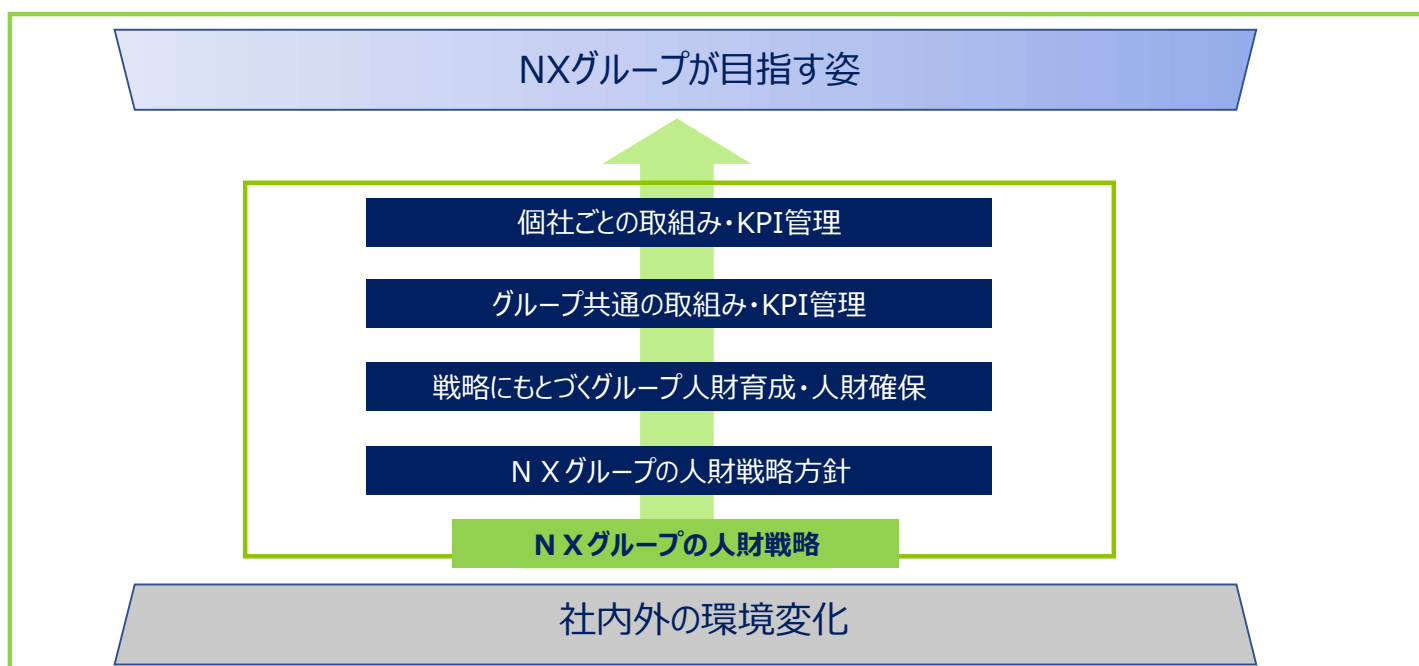 NXグループが目指す姿
個社ごとの取組み・KPI管理
グループ共通の取組み・KPI管理
戦略にもとづくグループ人財育成・人財確保
ＮＸグループの人財戦略方針
ＮＸグループの人財戦略
社内外の環境変化